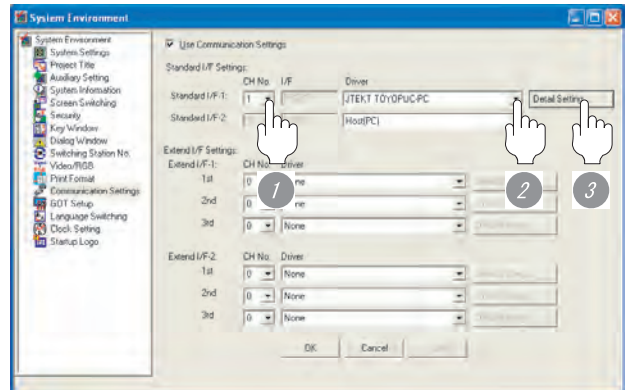 System Environment
System Environment
System Settings
Project Title
Auxiliary Setting
System Information
Screen Switching
Security
Key Window
Dialog Window
Switching Station No.
Video/RGB
Print Format
Communication Settings
GOT Setup
Language Switching
Clock Setting
Startup Logo
Use Communication Settings
Standard I/F Settings:
CH No. I/F Driver
Standard I/F-1: 1 JTEKT TOYOPUC-PC Detail Setting
Standard I/F-2: Host(PC)
Extend I/F Settings:
Extend I/F-1: CH No. Driver
1st 0
2nd 0
3rd 0 None
Extend I/F-2: CH No. Driver
1st 0 None
2nd 0 None
3rd 0 None
OK Cancel
1 2 3